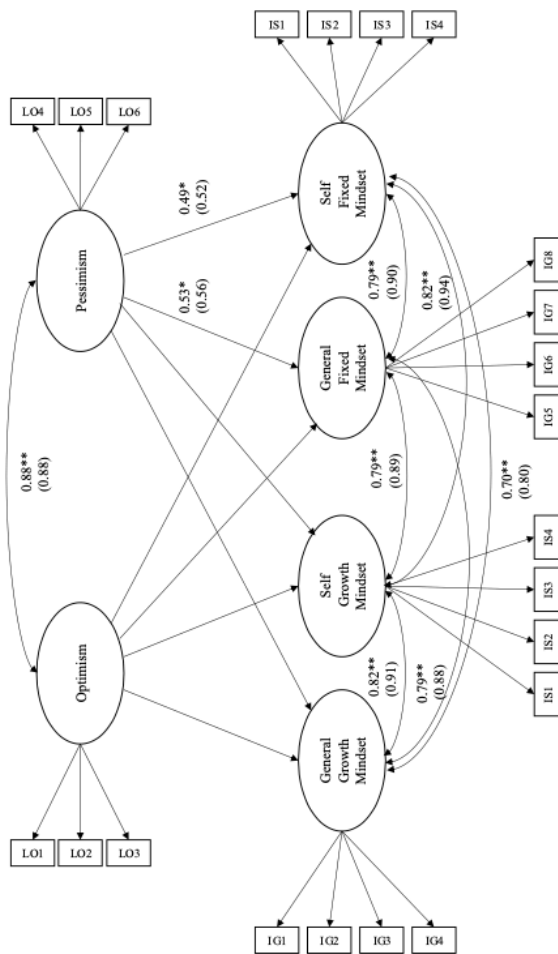 0.88**
(0.88)
LO1
LO2
LO3
Optimism
Pessimism
LO4
LO5
LO6
0.53*
(0.56)
0.49*
(0.52)
IG1
IG2
IG3
IG4
General
Growth
Mindset
Self
Growth
Mindset
General
Fixed
Mindset
Self
Fixed
Mindset
IS1
IS2
IS3
IS4
0.82**
(0.91)
0.79**
(0.89)
0.79**
(0.90)
0.79**
(0.88)
0.82**
(0.94)
0.70**
(0.80)
IS1
IS2
IS3
IS4
IG5
IG6
IG7
IG8